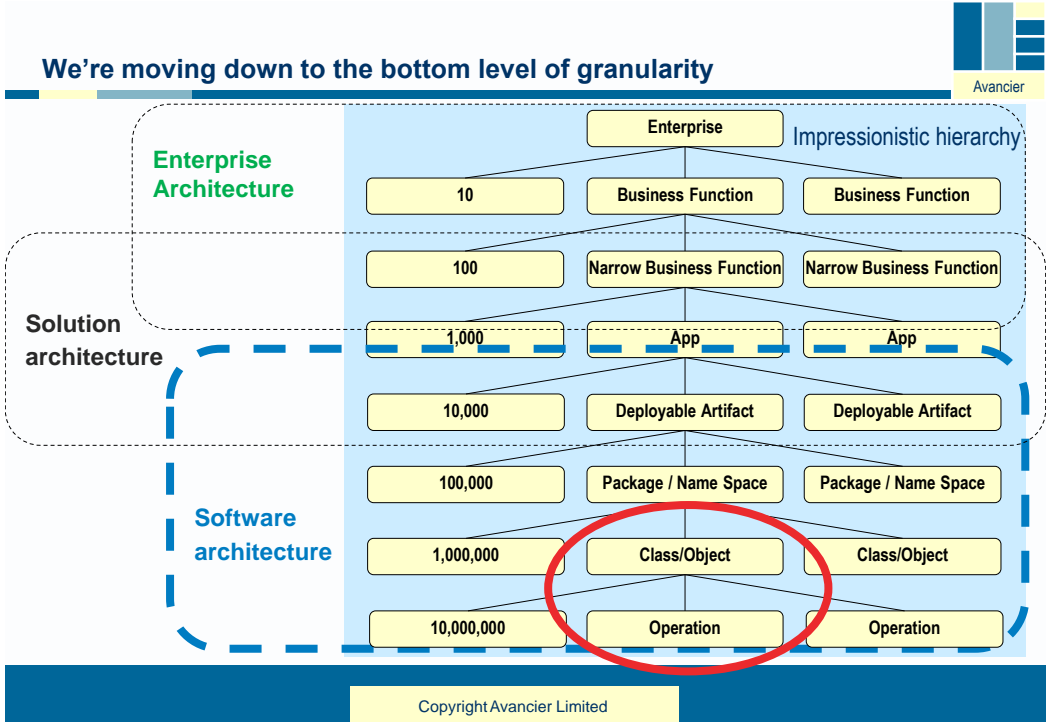 We're moving down to the bottom level of granularity
Avancier
Enterprise
Impressionistic hierarchy
Enterprise
Architecture
10
Business Function
Business Function
100
Narrow Business Function
Narrow Business Function
Solution
architecture
1,000
App
App
10,000
Deployable Artifact
Deployable Artifact
100,000
Package / Name Space
Package / Name Space
Software
architecture
1,000,000
Class/Object
Class/Object
10,000,000
Operation
Operation
Copyright Avancier Limited